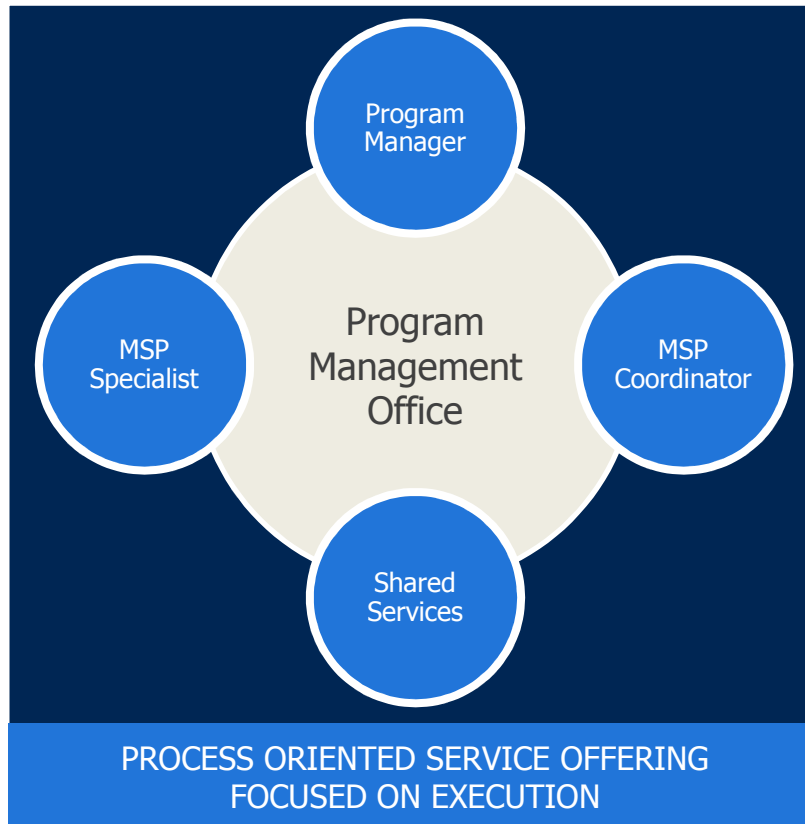 Program
Manager
MSP
Specialist
Program
Management
Office
MSP
Coordinator
Shared
Services
PROCESS ORIENTED SERVICE OFFERING
FOCUSED ON EXECUTION